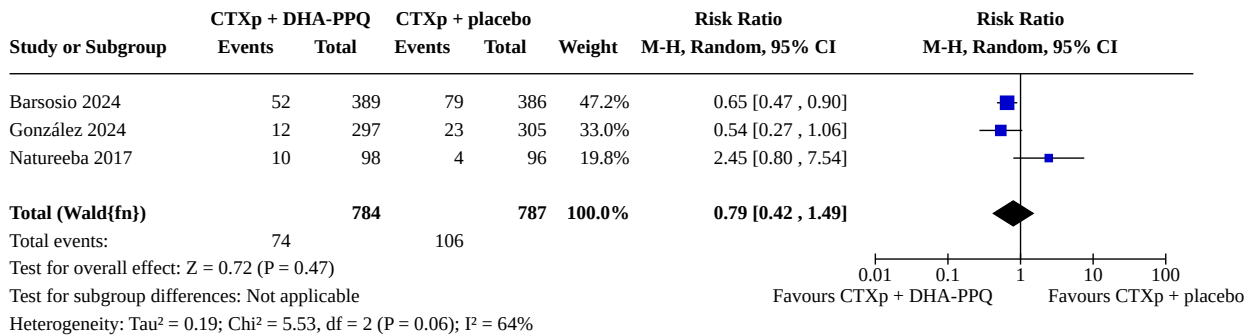 CTXp + DHA-PPQ CTXp + placebo Risk Ratio Risk Ratio
Study or Subgroup Events Total Events Total Weight M-H, Random, 95% CI M-H, Random, 95% CI
Barsosio 2024 52 389 79 386 47.2% 0.65 [0.47 , 0.90]
González 2024 12 297 23 305 33.0% 0.54 [0.27 , 1.06]
Natureeba 2017 10 98 4 96 19.8% 2.45 [0.80 , 7.54]
Total (Wald{fn}) 784 787 100.0% 0.79 [0.42 , 1.49]
Total events: 74 106
Test for overall effect: Z = 0.72 (P = 0.47) 0.01 0.1 1 10 100
Test for subgroup differences: Not applicable Favours CTXp + DHA-PPQ Favours CTXp + placebo
Heterogeneity: Tau² = 0.19; Chi² = 5.53, df = 2 (P = 0.06); I² = 64%